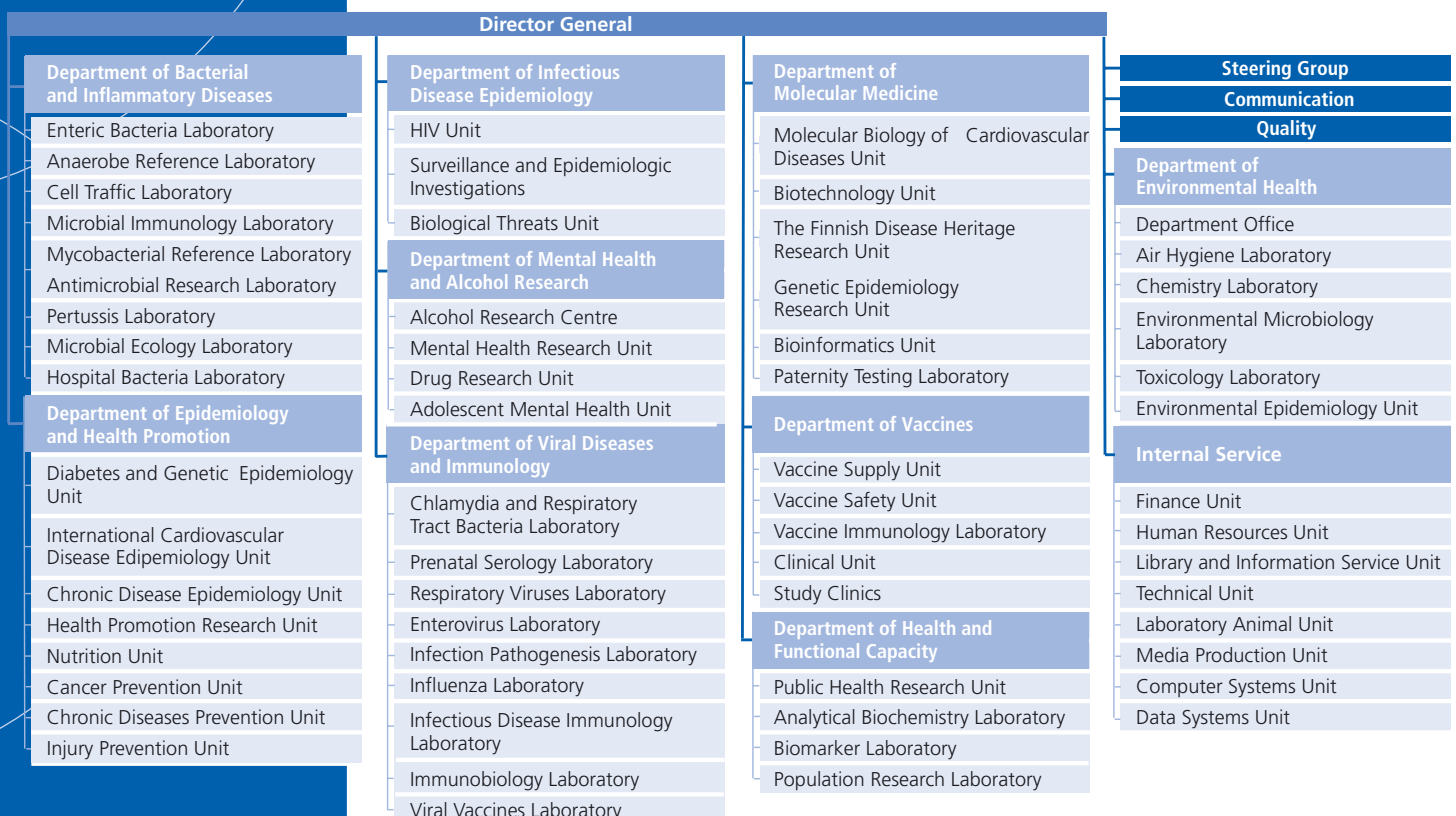 Director General
Department of Bacterial
and Inflammatory Diseases
Enteric Bacteria Laboratory
Anaerobe Reference Laboratory
Cell Traffic Laboratory
Microbial Immunology Laboratory
Mycobacterial Reference Laboratory
Antimicrobial Research Laboratory
Pertussis Laboratory
Microbial Ecology Laboratory
Hospital Bacteria Laboratory
Department of Epidemiology
and Health Promotion
Diabetes and Genetic Epidemiology
Unit
International Cardiovascular
Disease Edipemiology Unit
Chronic Disease Epidemiology Unit
Health Promotion Research Unit
Nutrition Unit
Cancer Prevention Unit
Chronic Diseases Prevention Unit
Injury Prevention Unit
Department of Infectious
Disease Epidemiology
HIV Unit
Surveillance and Epidemiologic
Investigations
Biological Threats Unit
Department of Mental Health
and Alcohol Research
Alcohol Research Centre
Mental Health Research Unit
Drug Research Unit
Adolescent Mental Health Unit
Department of Viral Diseases
and Immunology
Chlamydia and Respiratory
Tract Bacteria Laboratory
Prenatal Serology Laboratory
Respiratory Viruses Laboratory
Enterovirus Laboratory
Infection Pathogenesis Laboratory
Influenza Laboratory
Infectious Disease Immunology
Laboratory
Immunobiology Laboratory
Viral Vaccines Laboratory
Department of
Molecular Medicine
Molecular Biology of Cardiovascular
Diseases Unit
Biotechnology Unit
The Finnish Disease Heritage
Research Unit
Genetic Epidemiology
Research Unit
Bioinformatics Unit
Paternity Testing Laboratory
Department of Vaccines
Vaccine Supply Unit
Vaccine Safety Unit
Vaccine Immunology Laboratory
Clinical Unit
Study Clinics
Department of Health and
Functional Capacity
Public Health Research Unit
Analytical Biochemistry Laboratory
Biomarker Laboratory
Population Research Laboratory
Steering Group
Communication
Quality
Department of
Environmental Health
Department Office
Air Hygiene Laboratory
Chemistry Laboratory
Environmental Microbiology
Laboratory
Toxicology Laboratory
Environmental Epidemiology Unit
Internal Service
Finance Unit
Human Resources Unit
Library and Information Service Unit
Technical Unit
Laboratory Animal Unit
Media Production Unit
Computer Systems Unit
Data Systems Unit